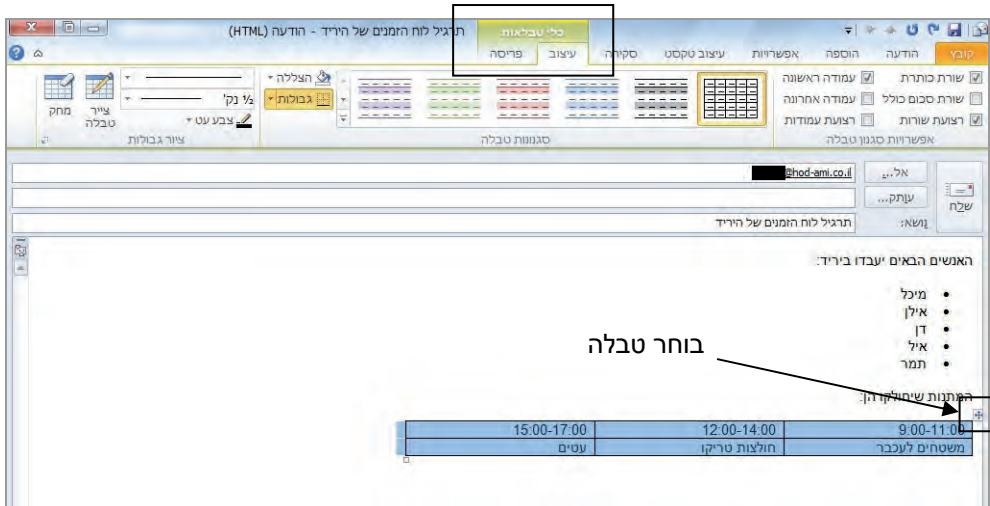 תרגיל לוח הזמנים של היריד - הודעה (HTML)
כלי טבלאות
קובץ הודעה הוספה אפשרויות עיצוב טקסט סקירה עיצוב פריסה
שורת כותרת עמודה ראשונה
שורת סכום כולל עמודה אחרונה
רצועת שורות רצועת עמודות
אפשרויות סגנון טבלה
סגנונות טבלה
הצללה
גבולות
½ נק'
צבע עט
צייר טבלה
מחק
ציור גבולות
שלח
אל...
@hod-ami.co.il
עותק...
נושא:
תרגיל לוח הזמנים של היריד
האנשים הבאים יעבדו ביריד:
• מיכל
• אילן
• דן
• איל
• תמר
בוחר טבלה
המתנות שיחולקו הן:
9:00-11:00 12:00-14:00 15:00-17:00
משטחים לעכבר חולצות טריקו עטים